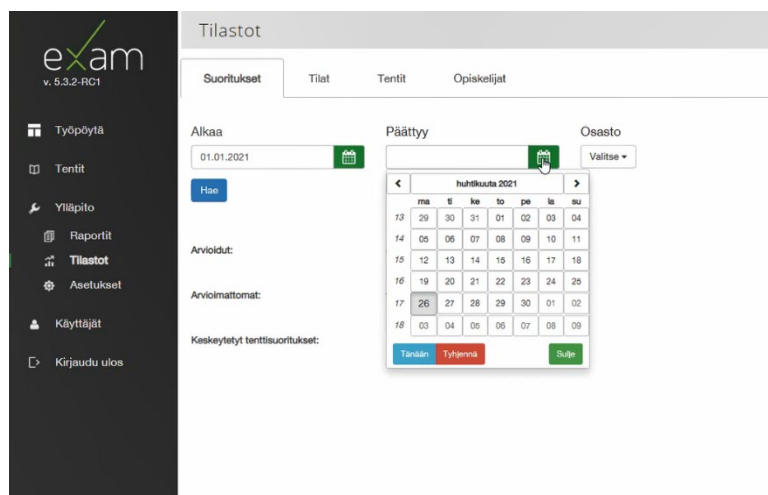 exam
v. 5.3.2-RC1
Työpöytä
Tentit
Ylläpito
Raportit
Tilastot
Asetukset
Käyttäjät
Kirjaudu ulos
Tilastot
Suoritukset Tilat Tentit Opiskelijat
Alkaa Päättyy Osasto
01.01.2021 Valitse
Hae
huhtikuuta 2021
ma ti ke to pe la su
13 29 30 31 01 02 03 04
14 05 06 07 08 09 10 11
15 12 13 14 15 16 17 18
16 19 20 21 22 23 24 25
17 26 27 28 29 30 01 02
18 03 04 05 06 07 08 09
Tänään Tyhjennä Sulje
Arvioidut:
Arvioimattomat:
Keskeytetyt tenttisuoritukset: